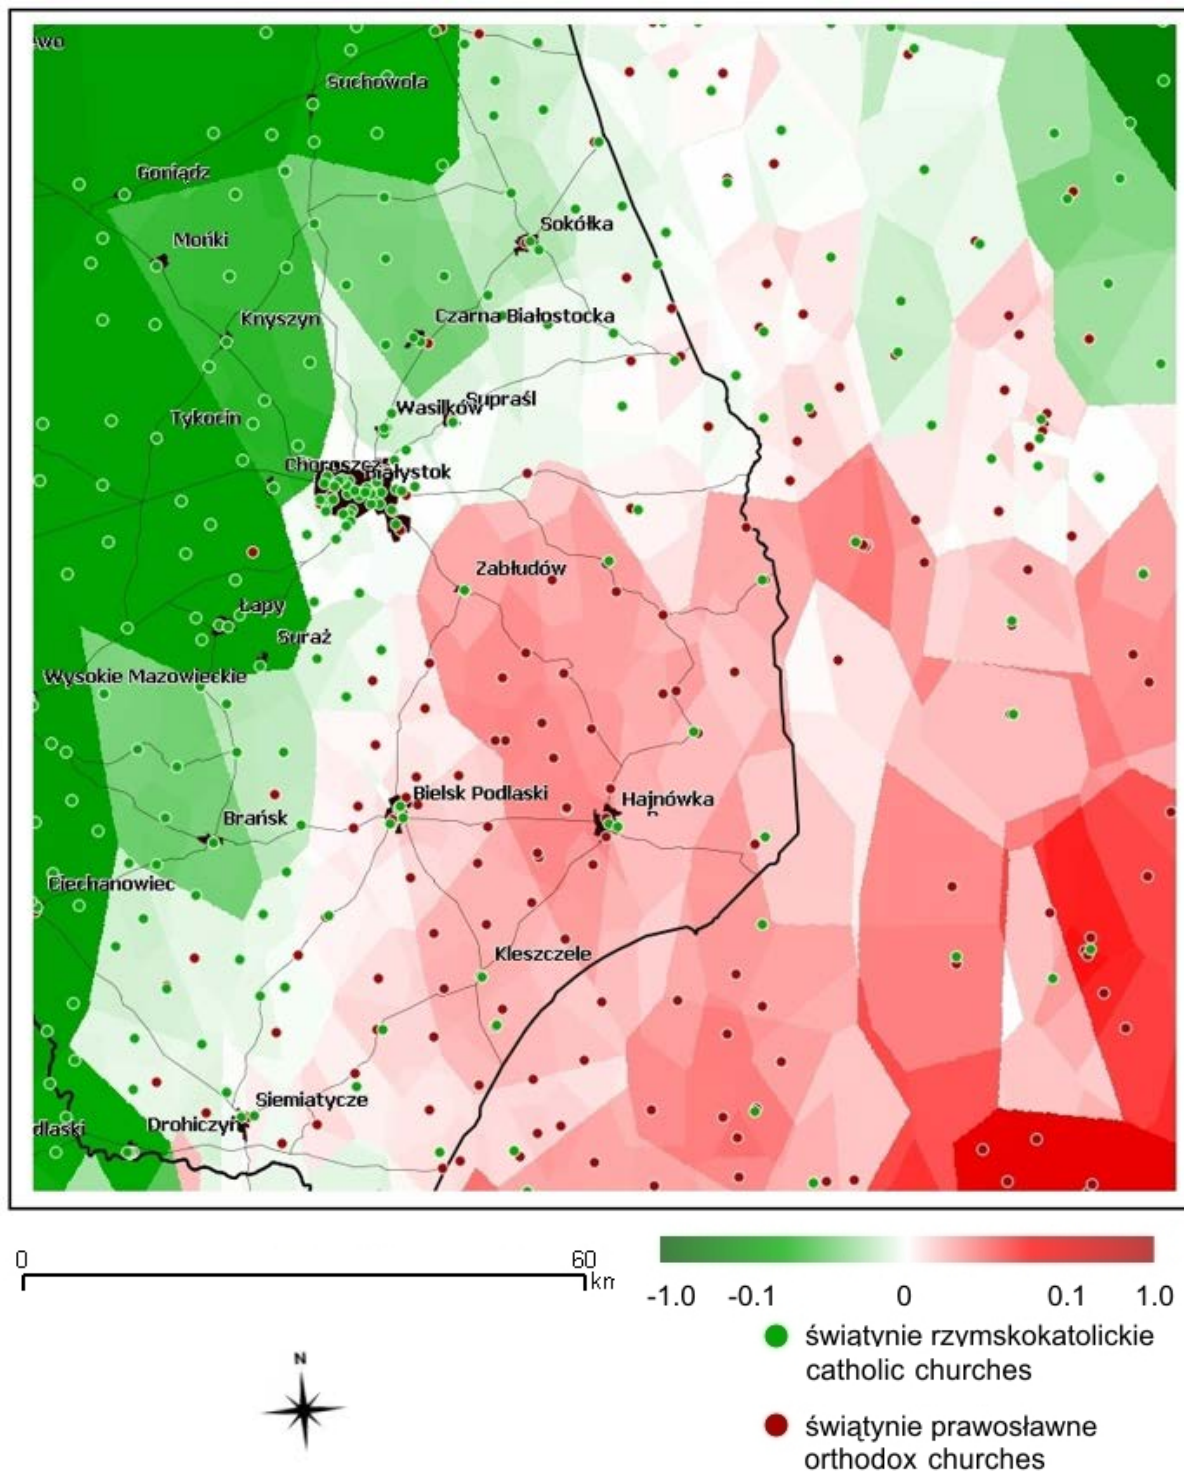 Suchowola
Goniądz
Mońki
Sokółka
Knyszyn
Czarna Białostocka
Tykocin
Wasilków
Supraśl
Choroszcz
Białystok
Zabłudów
Łapy
Suraż
Wysokie Mazowieckie
Bielsk Podlaski
Hajnówka
Brańsk
Ciechanowiec
Kleszczele
Siemiatycze
Drohiczyn
dlaski
0
60
km
-1.0 -0.1 0 0.1 1.0
świątynie rzymskokatolickie
catholic churches
N
świątynie prawosławne
orthodox churches